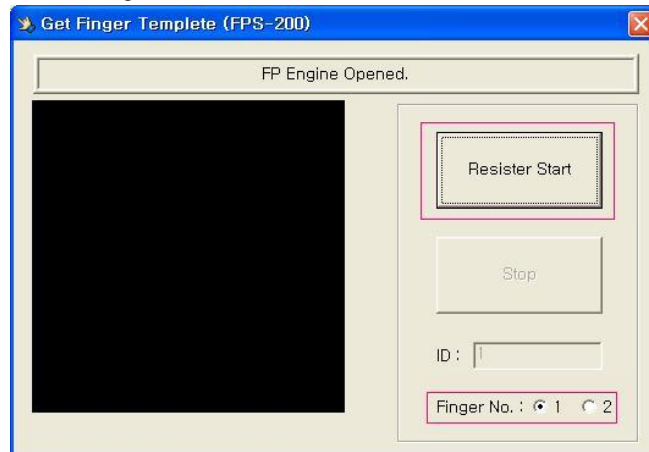 Get Finger Templete (FPS-200)
FP Engine Opened.
Resister Start
Stop
ID : 1
Finger No. : 1 2